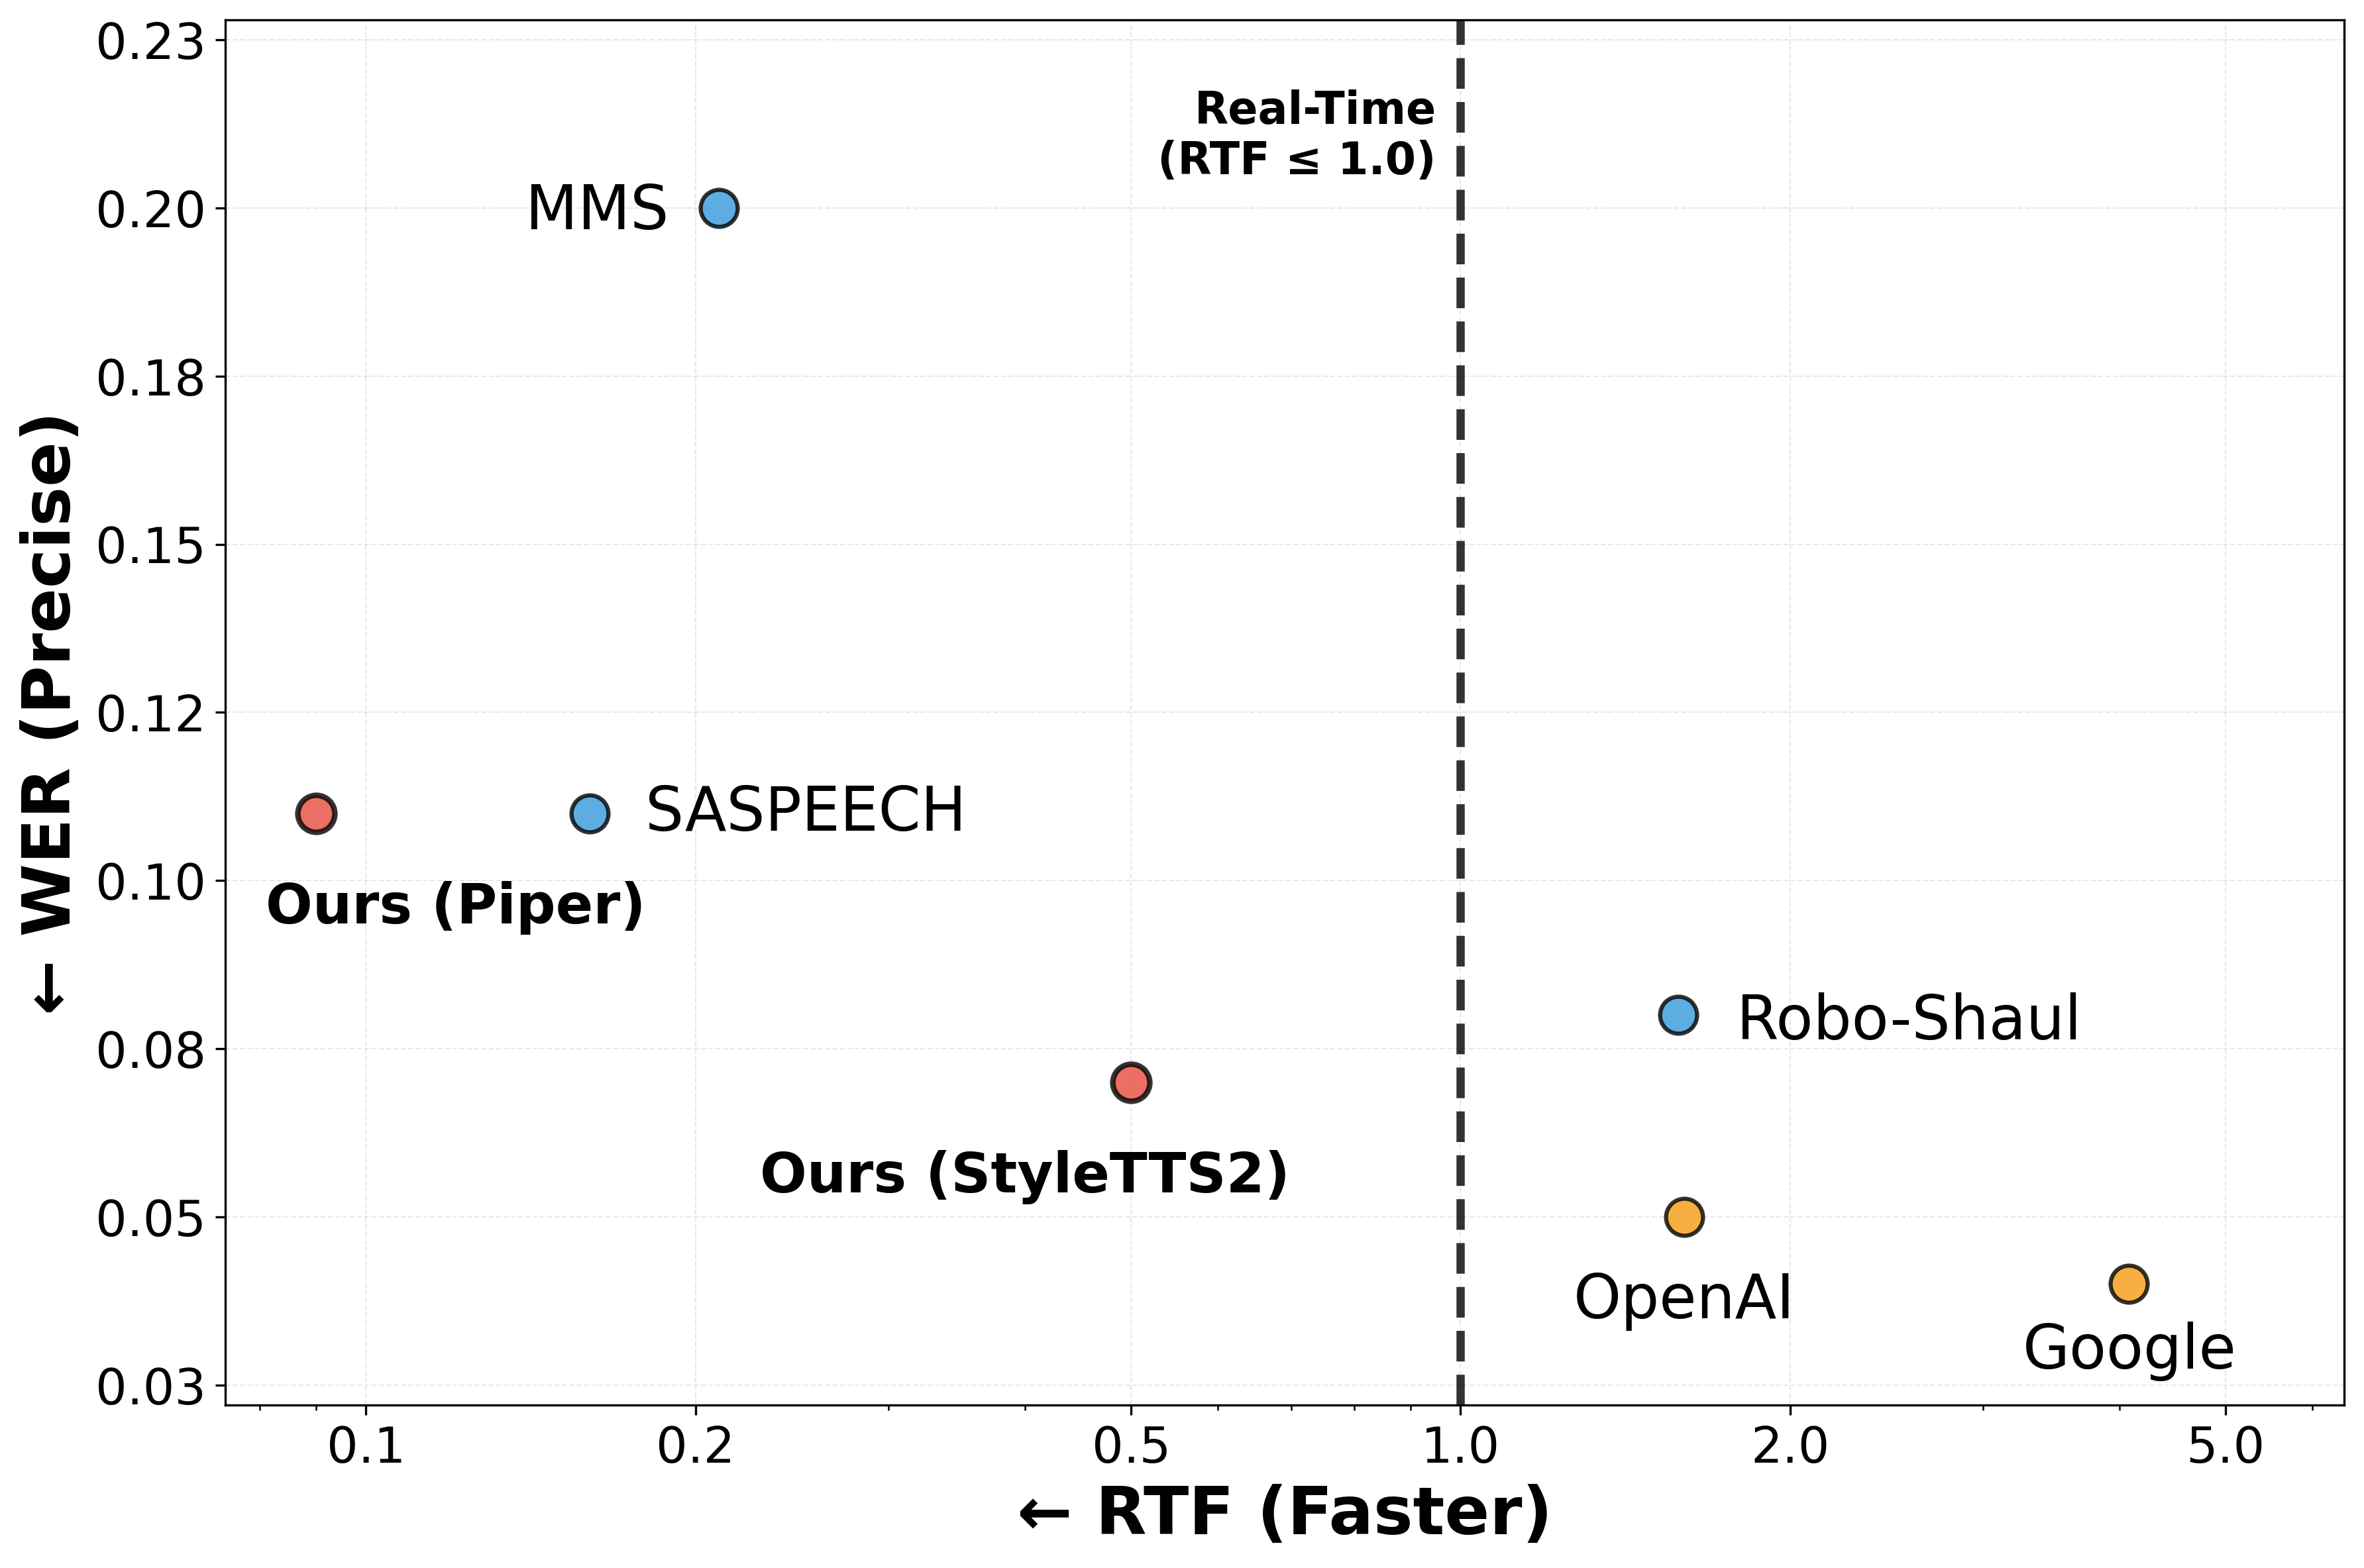 0.23
Real-Time
(RTF ≤ 1.0)
0.20
MMS
0.18
0.15
0.12
SASPEECH
0.10
Ours (Piper)
Robo-Shaul
0.08
Ours (StyleTTS2)
0.05
OpenAI
Google
0.03
← WER (Precise)
0.1 0.2 0.5 1.0 2.0 5.0
← RTF (Faster)